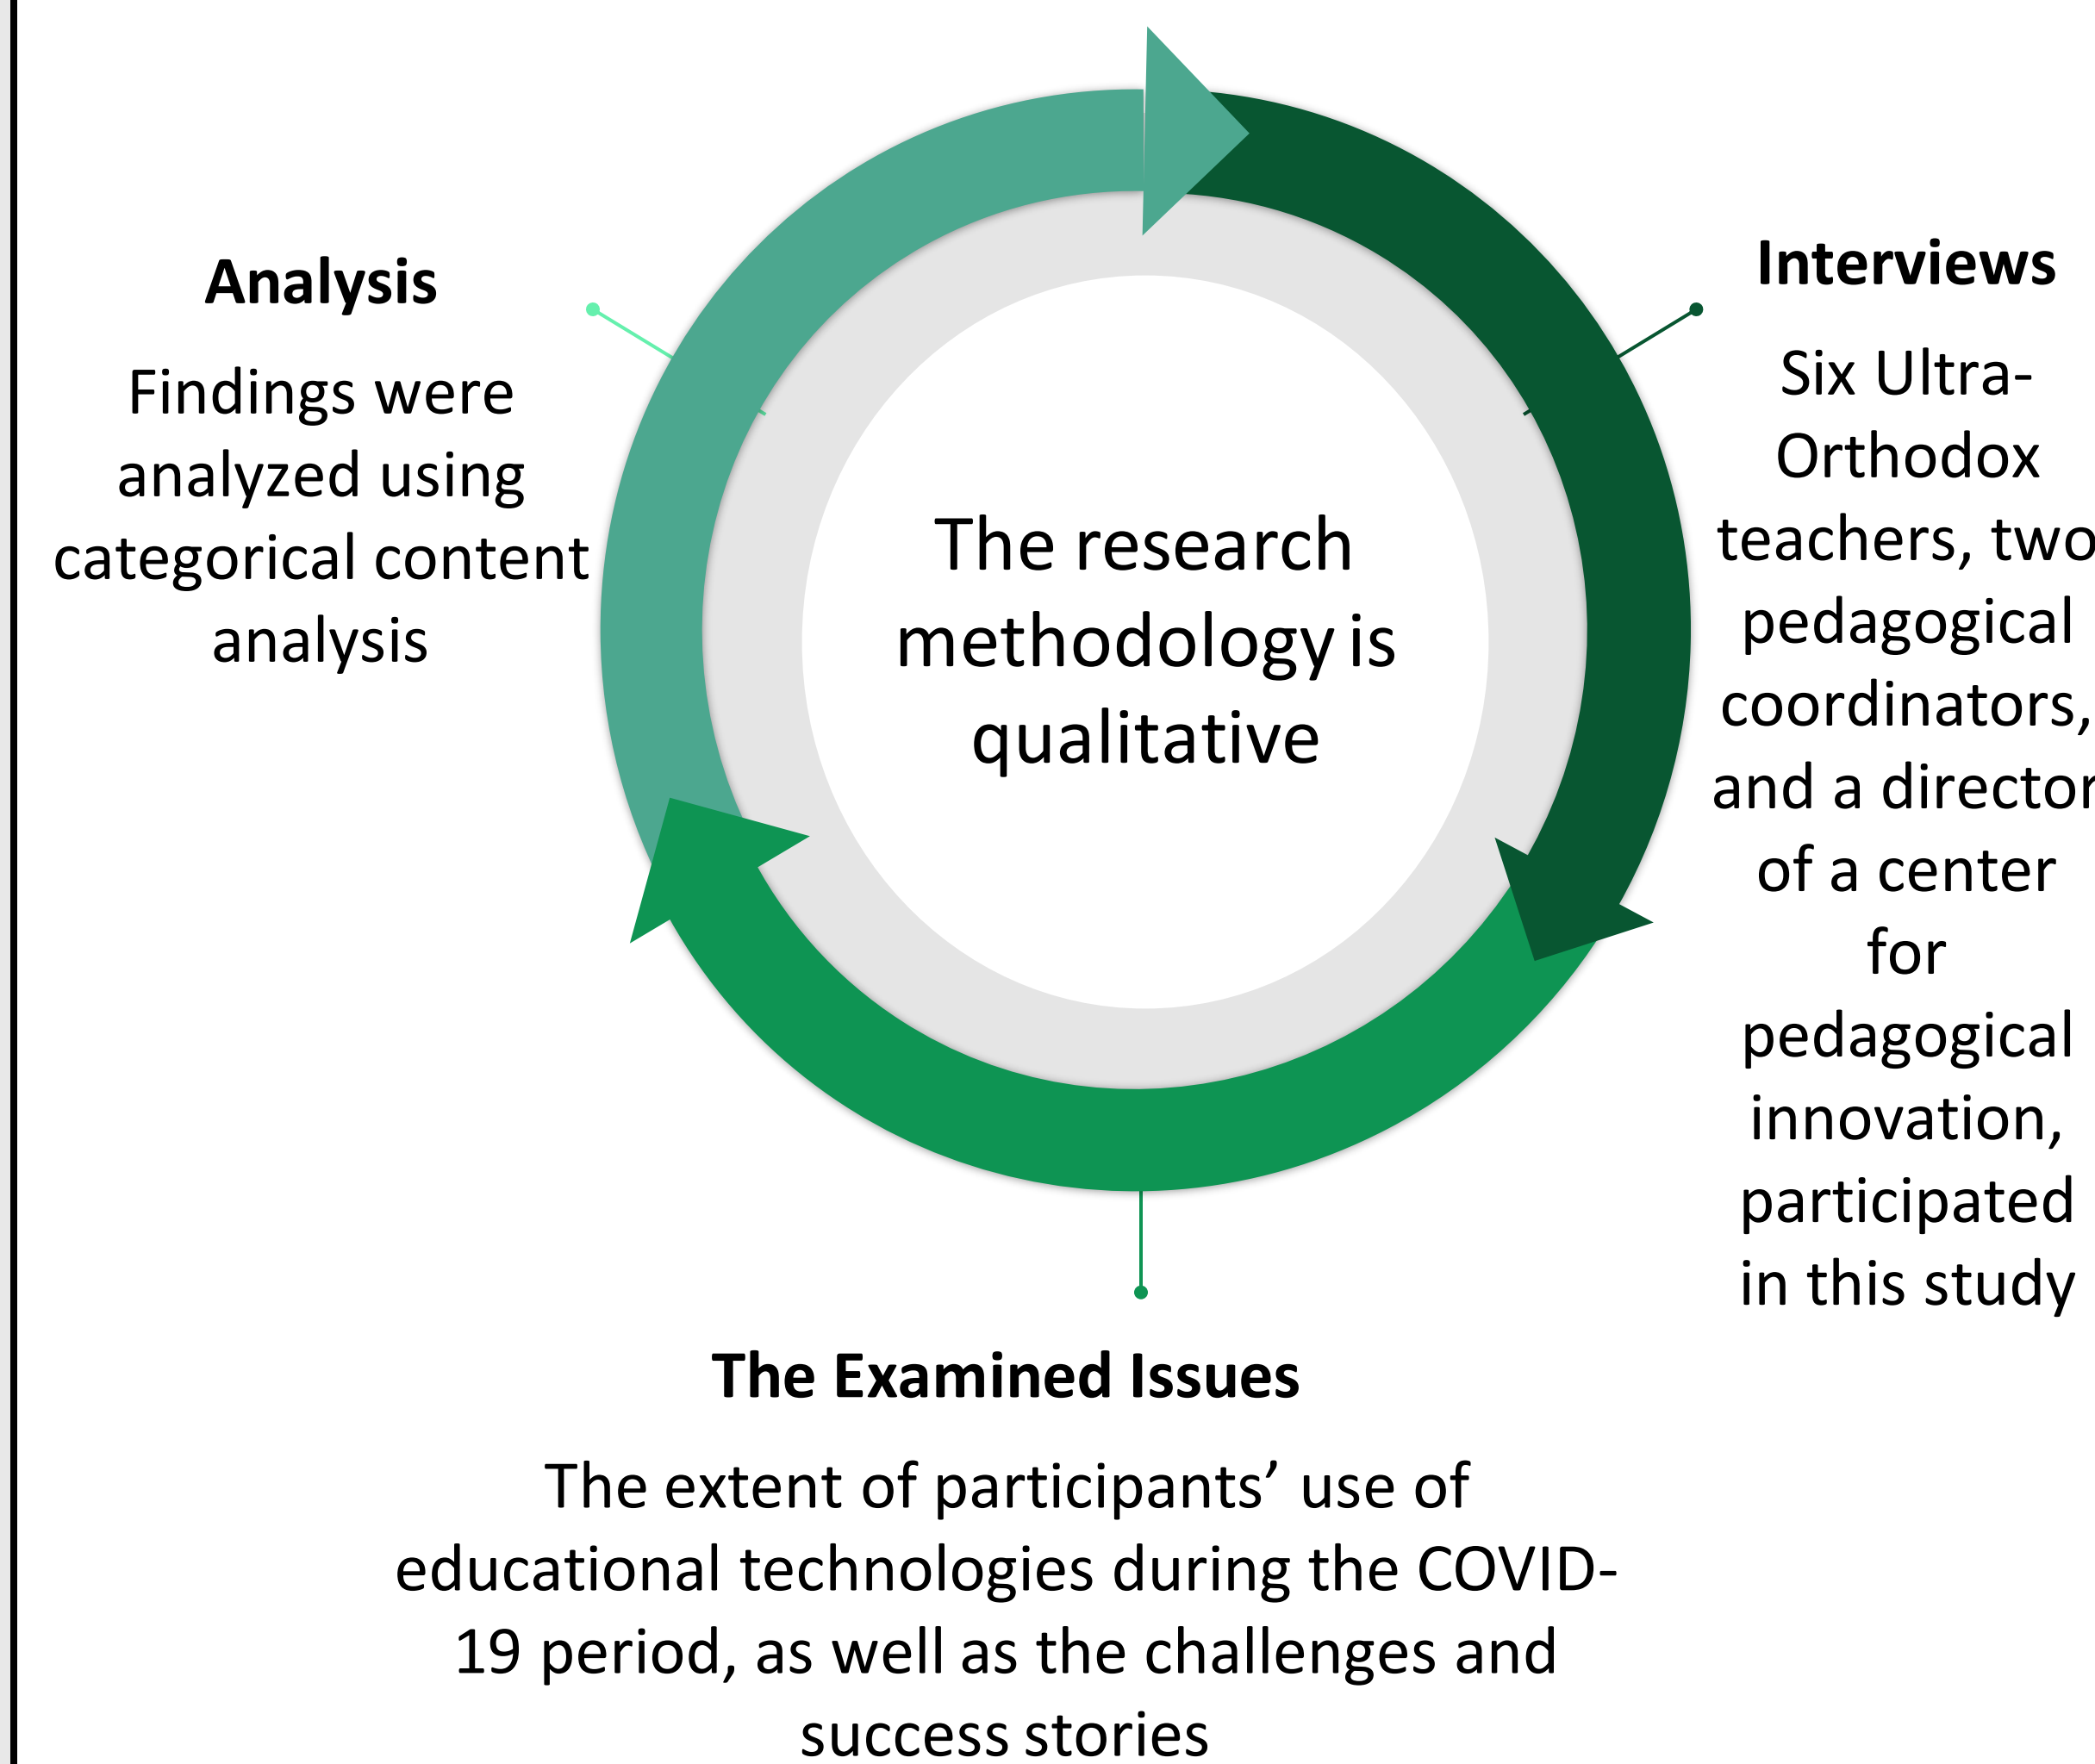 Analysis
Findings were
analyzed using
categorical content
analysis
The research
methodology is
qualitative
Interviews
Six Ultra-
Orthodox
teachers, two
pedagogical
coordinators,
and a director
of a center
for
pedagogical
innovation,
participated
in this study
The Examined Issues
The extent of participants’ use of
educational technologies during the COVID-
19 period, as well as the challenges and
success stories